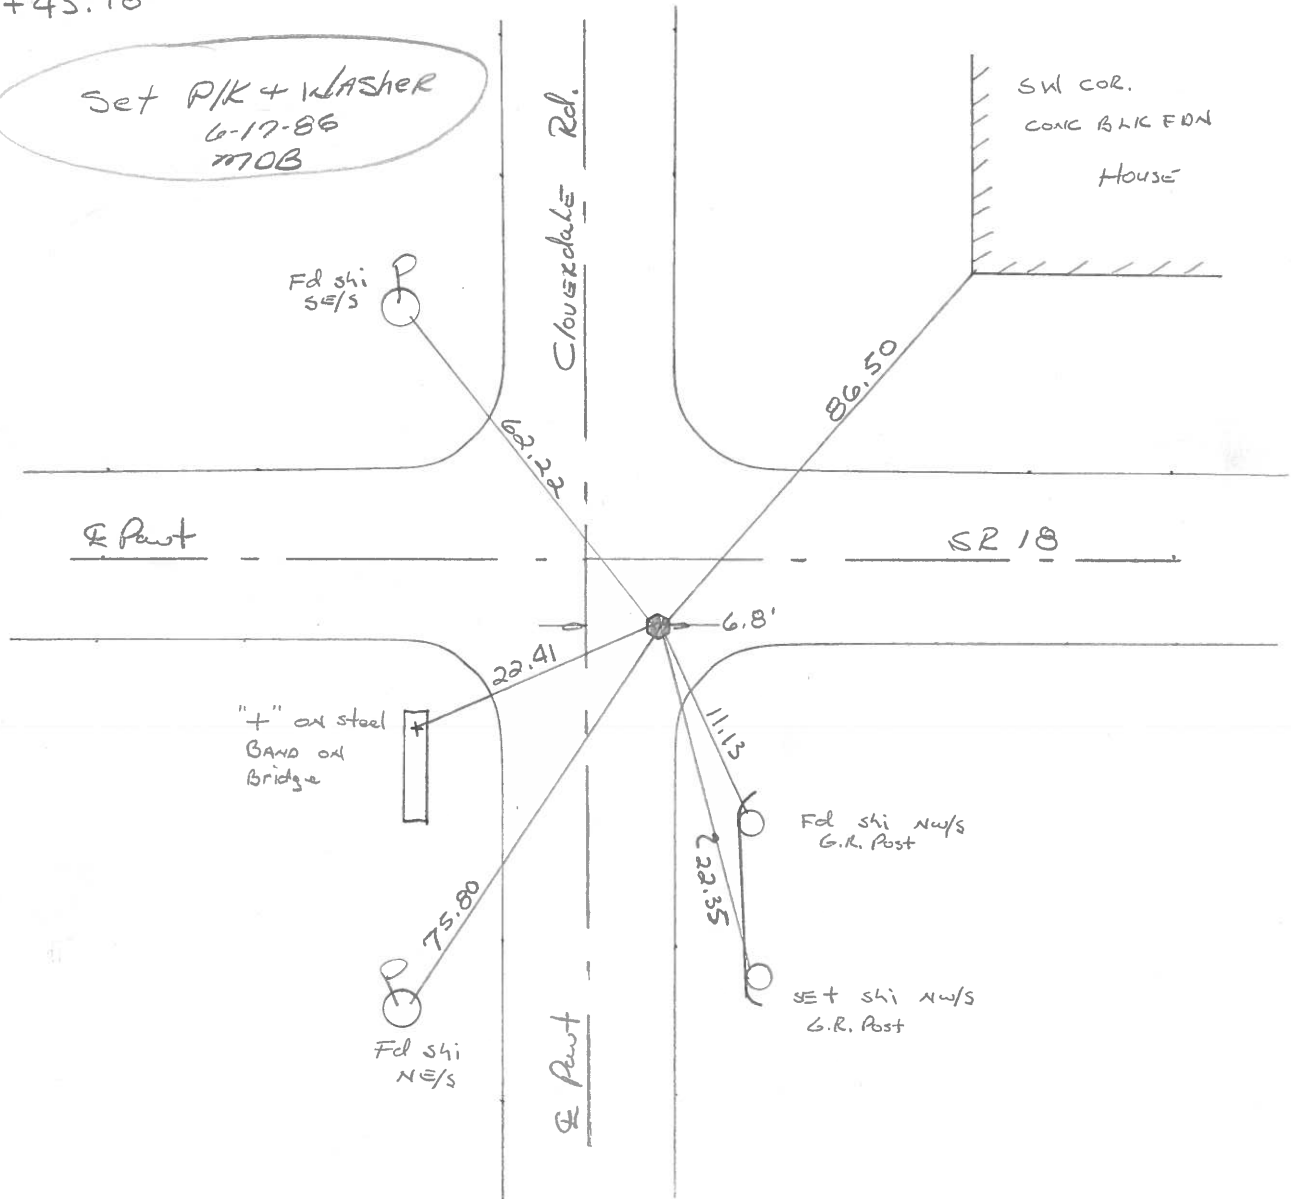 +45.18
Set P/K + WASHER
6-17-86
MOB
SW COR.
CONC BLK FDN
HOUSE
Cloverdale Rd.
Fd shi
SE/S
62.22
86.50
℄ Pavt
SR 18
6.8'
22.41
"+" on steel
BAND ON
Bridge
11.13
Fd shi NW/S
G.R. Post
22.35
75.80
SEt shi NW/S
G.R. Post
Fd shi
NE/S
℄ Pavt